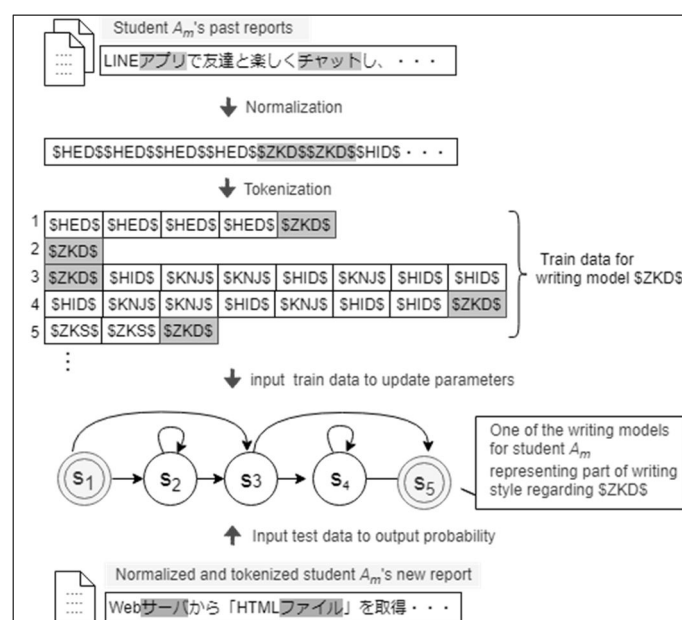 Student Aₘ's past reports
LINEアプリで友達と楽しくチャットし、・・・
Normalization
$HED$$HED$$HED$$HED$$ZKD$$ZKD$$HID$・・・
Tokenization
1 $HED$ $HED$ $HED$ $HED$ $ZKD$
2 $ZKD$
3 $ZKD$ $HID$ $KNJ$ $KNJ$ $HID$ $KNJ$ $HID$ $HID$
4 $HID$ $KNJ$ $KNJ$ $HID$ $KNJ$ $HID$ $HID$ $ZKD$
5 $ZKS$ $ZKS$ $ZKD$
⋮
Train data for
writing model $ZKD$
input train data to update parameters
S₁ S₂ S3 S₄ S₅
One of the writing models
for student Aₘ
representing part of writing
style regarding $ZKD$
Input test data to output probability
Normalized and tokenized student Aₘ's new report
Webサーバから「HTMLファイル」を取得・・・